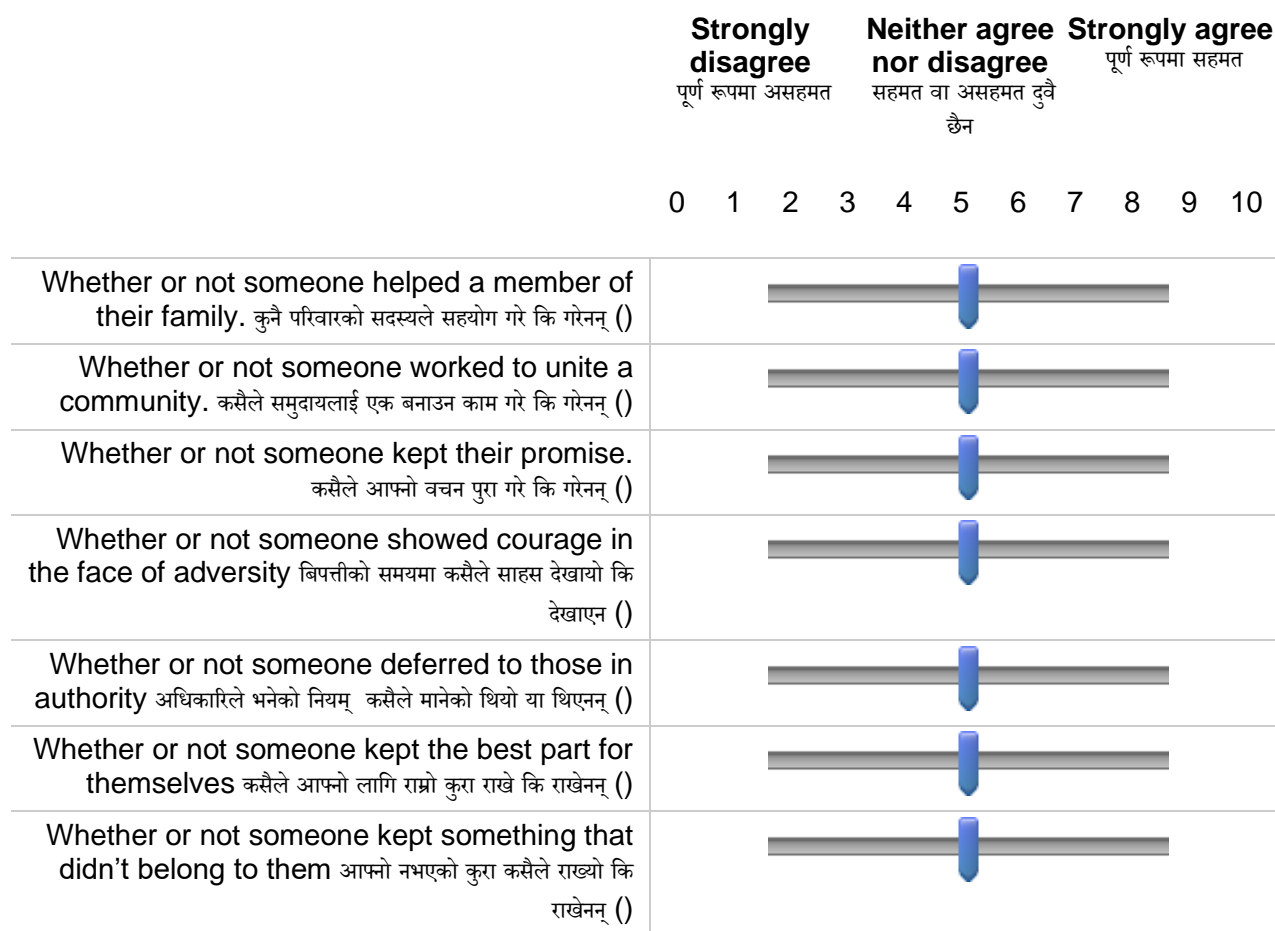 Strongly disagree
पूर्ण रूपमा असहमत
Neither agree nor disagree
सहमत वा असहमत दुवै छैन
Strongly agree
पूर्ण रूपमा सहमत
0 1 2 3 4 5 6 7 8 9 10
Whether or not someone helped a member of
their family. कुनै परिवारको सदस्यले सहयोग गरे कि गरेनन् ()
Whether or not someone worked to unite a
community. कसैले समुदायलाई एक बनाउन काम गरे कि गरेनन् ()
Whether or not someone kept their promise.
कसैले आफ्नो वचन पुरा गरे कि गरेनन् ()
Whether or not someone showed courage in
the face of adversity बिपत्तीको समयमा कसैले साहस देखायो कि
देखाएन ()
Whether or not someone deferred to those in
authority अधिकारिले भनेको नियम् कसैले मानेको थियो या थिएनन् ()
Whether or not someone kept the best part for
themselves कसैले आफ्नो लागि राम्रो कुरा राखे कि राखेनन् ()
Whether or not someone kept something that
didn't belong to them आफ्नो नभएको कुरा कसैले राख्यो कि
राखेनन् ()